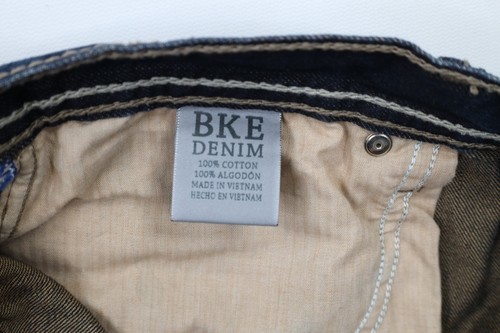 BKE
DENIM
100% COTTON
100% ALGODÓN
MADE IN VIETNAM
HECHO EN VIETNAM